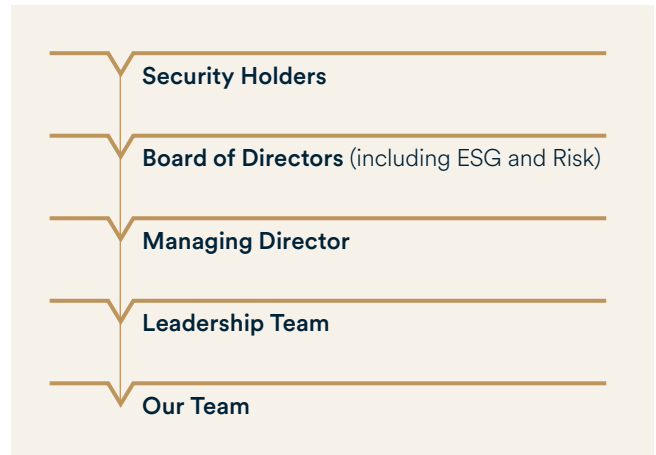 Security Holders
Board of Directors (including ESG and Risk)
Managing Director
Leadership Team
Our Team